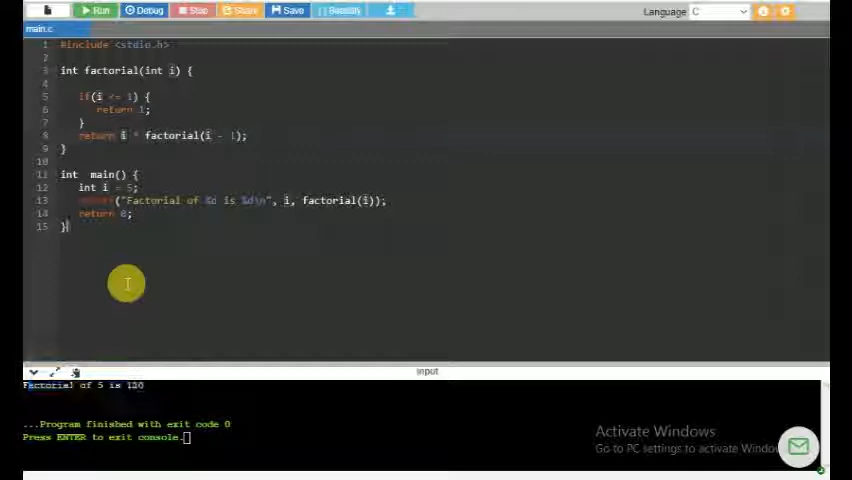 Run Debug Stop Share Save { } Beautify Language C
main.c
1 #include <stdio.h>
2
3 int factorial(int i) {
4
5 if(i <= 1) {
6 return 1;
7 }
8 return i * factorial(i - 1);
9 }
10
11 int main() {
12 int i = 5;
13 printf("Factorial of %d is %d\n", i, factorial(i));
14 return 0;
15 }
input
Factorial of 5 is 120
...Program finished with exit code 0
Press ENTER to exit console.
Activate Windows
Go to PC settings to activate Windo